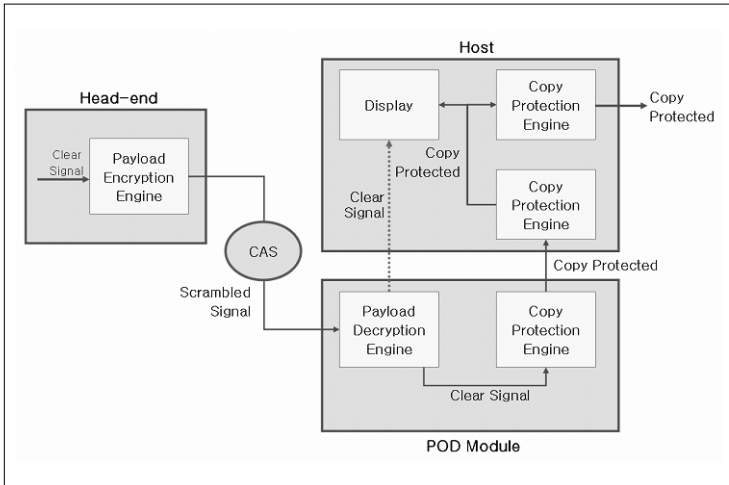 Host
Head-end
Display
Copy
Protection
Engine
Copy
Protected
Clear
Signal
Payload
Encryption
Engine
Copy
Protected
Copy
Protection
Engine
Clear
Signal
CAS
Copy Protected
Scrambled
Signal
Payload
Decryption
Engine
Copy
Protection
Engine
Clear Signal
POD Module